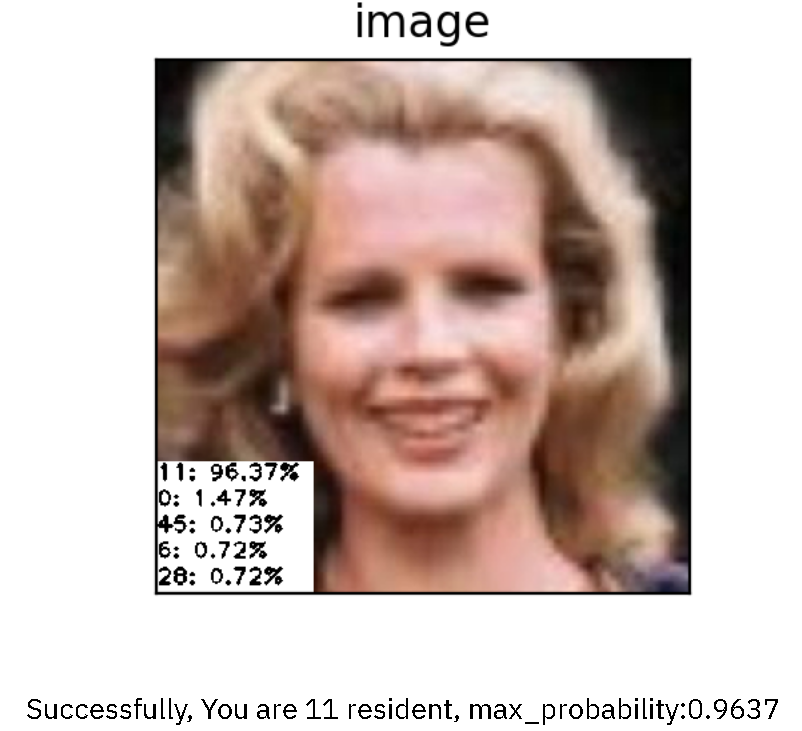 image
11: 96.37%
0: 1.47%
45: 0.73%
6: 0.72%
28: 0.72%
Successfully, You are 11 resident, max_probability:0.9637